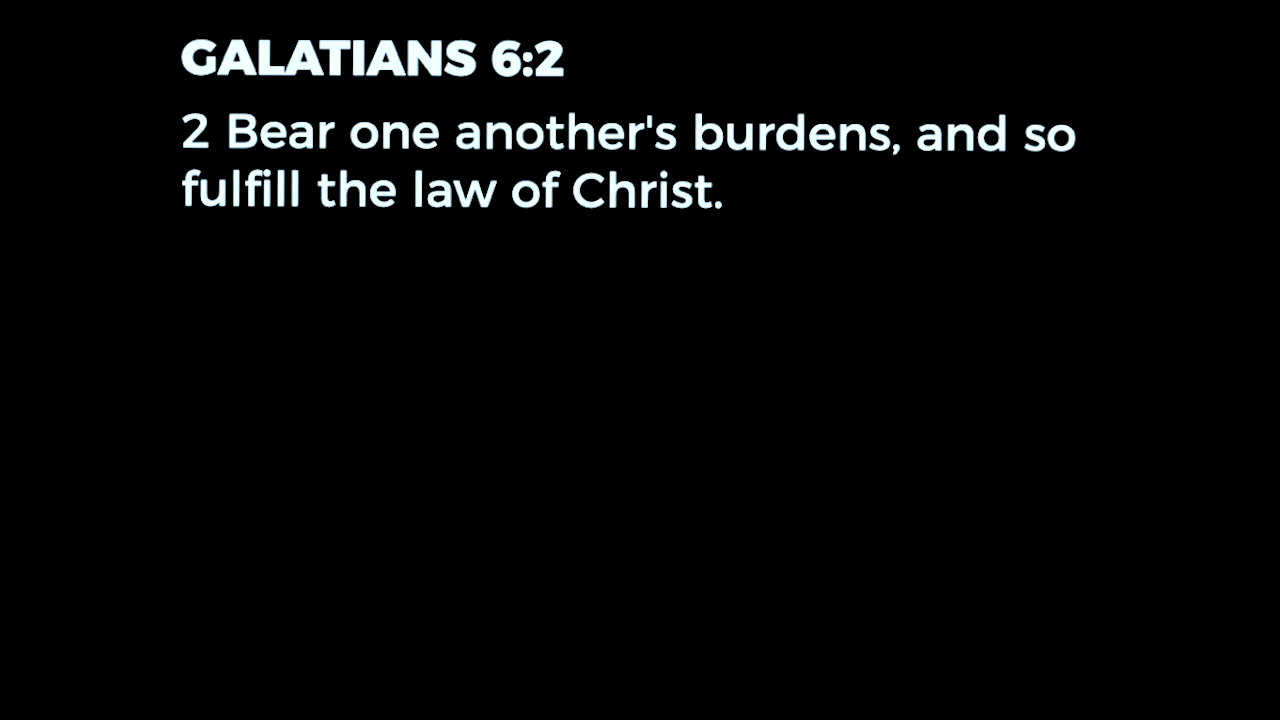 GALATIANS 6:2
2 Bear one another's burdens, and so
fulfill the law of Christ.